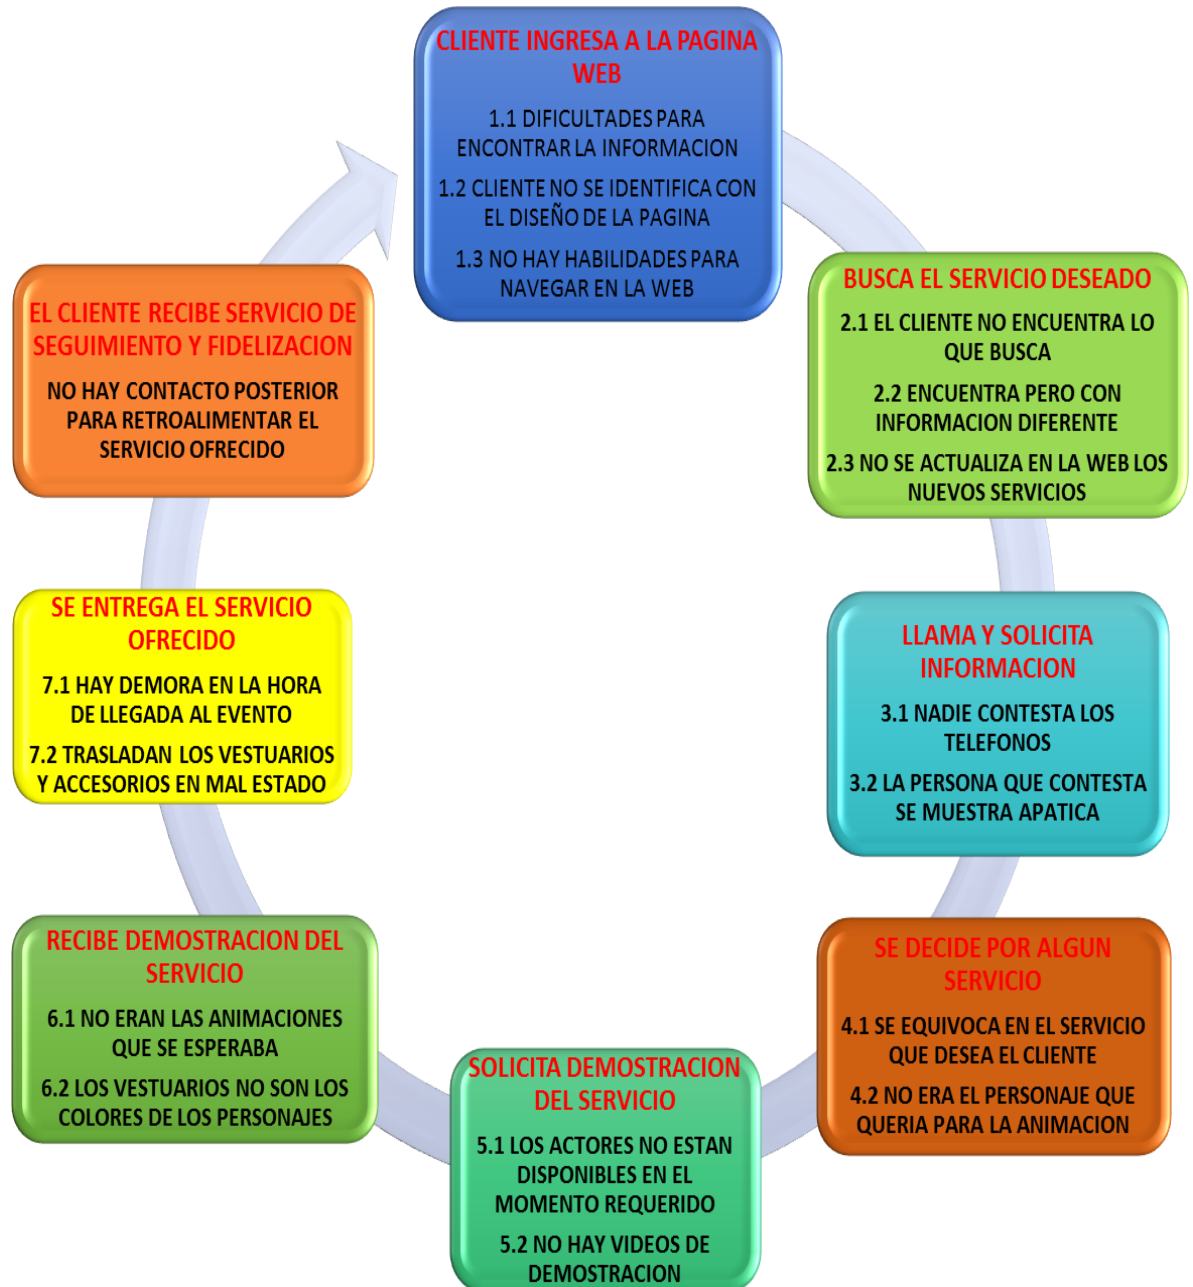 CLIENTE INGRESA A LA PAGINA
WEB
1.1 DIFICULTADES PARA
ENCONTRAR LA INFORMACION
1.2 CLIENTE NO SE IDENTIFICA CON
EL DISEÑO DE LA PAGINA
1.3 NO HAY HABILIDADES PARA
NAVEGAR EN LA WEB
BUSCA EL SERVICIO DESEADO
2.1 EL CLIENTE NO ENCUENTRA LO
QUE BUSCA
2.2 ENCUENTRA PERO CON
INFORMACION DIFERENTE
2.3 NO SE ACTUALIZA EN LA WEB LOS
NUEVOS SERVICIOS
LLAMA Y SOLICITA
INFORMACION
3.1 NADIE CONTESTA LOS
TELEFONOS
3.2 LA PERSONA QUE CONTESTA
SE MUESTRA APATICA
SE DECIDE POR ALGUN
SERVICIO
4.1 SE EQUIVOCA EN EL SERVICIO
QUE DESEA EL CLIENTE
4.2 NO ERA EL PERSONAJE QUE
QUERIA PARA LA ANIMACION
SOLICITA DEMOSTRACION
DEL SERVICIO
5.1 LOS ACTORES NO ESTAN
DISPONIBLES EN EL
MOMENTO REQUERIDO
5.2 NO HAY VIDEOS DE
DEMOSTRACION
RECIBE DEMOSTRACION DEL
SERVICIO
6.1 NO ERAN LAS ANIMACIONES
QUE SE ESPERABA
6.2 LOS VESTUARIOS NO SON LOS
COLORES DE LOS PERSONAJES
SE ENTREGA EL SERVICIO
OFRECIDO
7.1 HAY DEMORA EN LA HORA
DE LLEGADA AL EVENTO
7.2 TRASLADAN LOS VESTUARIOS
Y ACCESORIOS EN MAL ESTADO
EL CLIENTE RECIBE SERVICIO DE
SEGUIMIENTO Y FIDELIZACION
NO HAY CONTACTO POSTERIOR
PARA RETROALIMENTAR EL
SERVICIO OFRECIDO